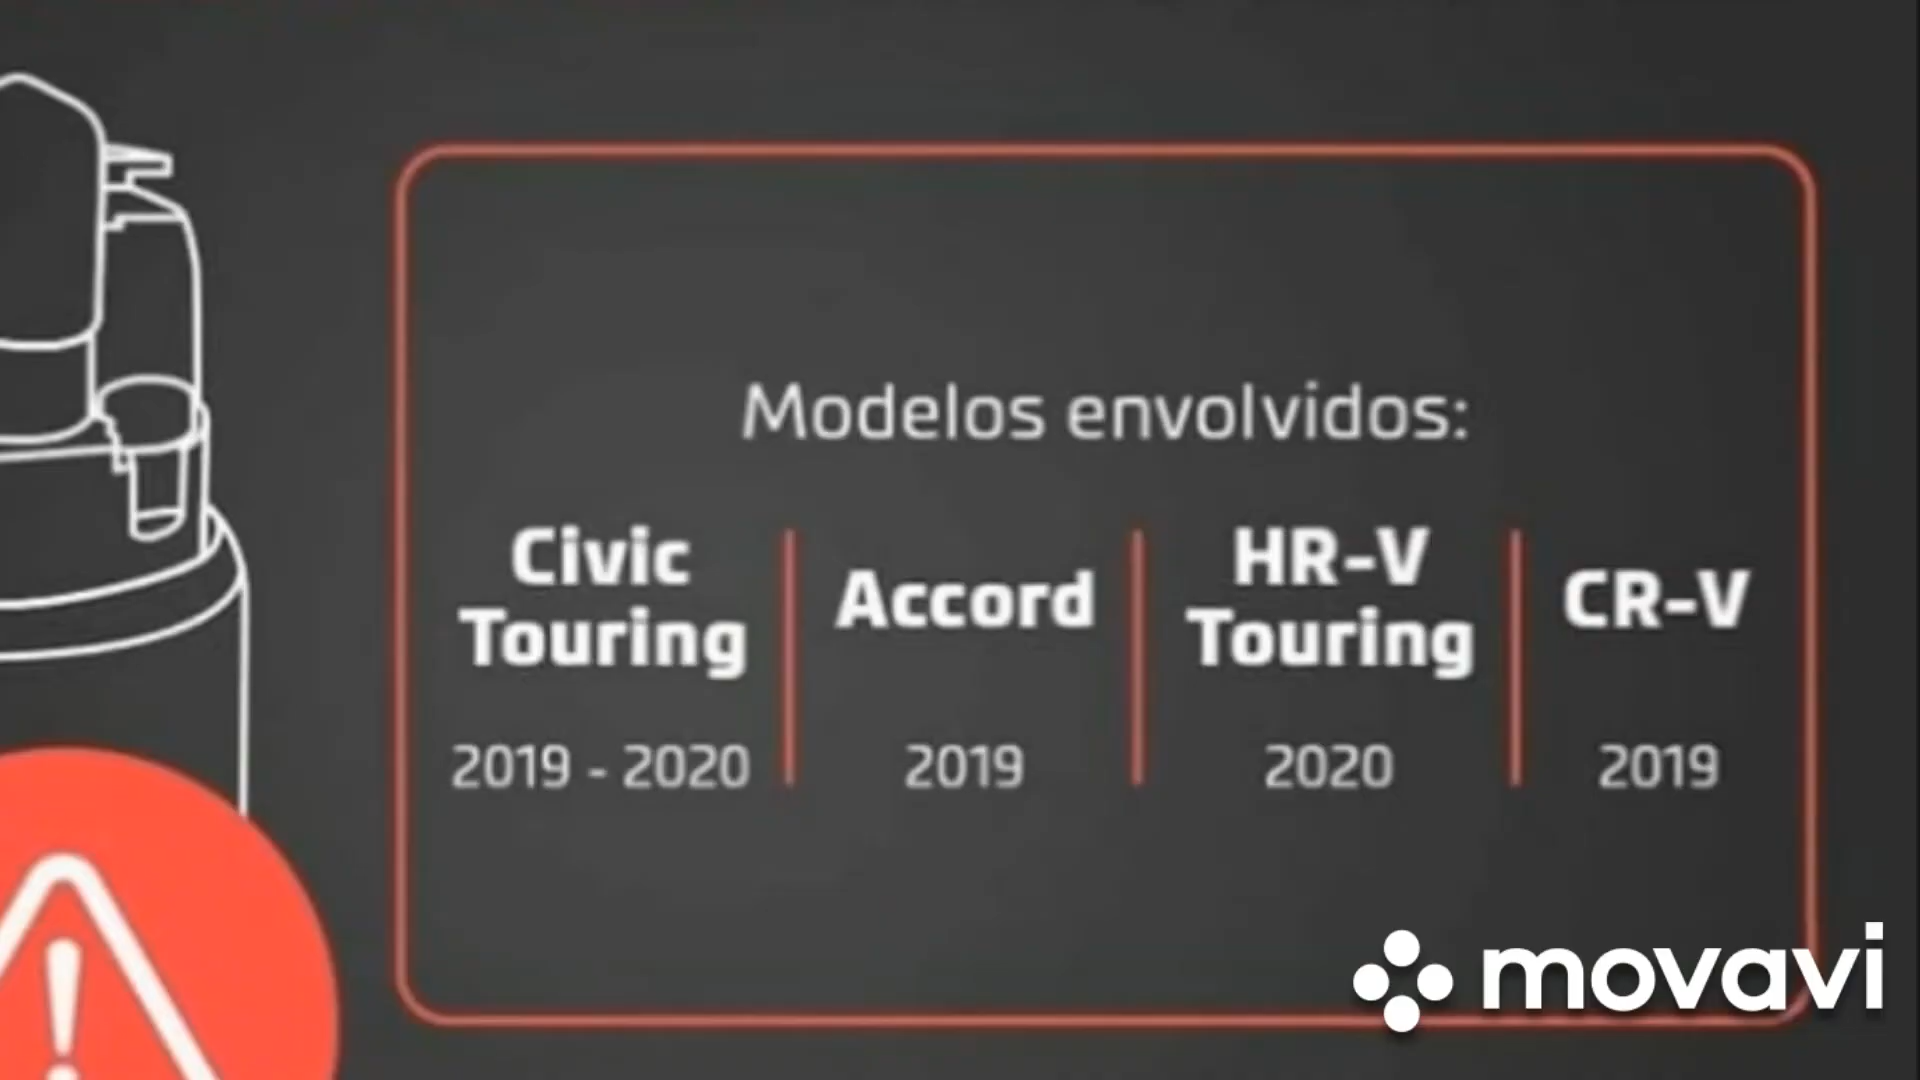 Modelos envolvidos:
Civic
Touring
2019 - 2020
Accord
2019
HR-V
Touring
2020
CR-V
2019
movavi